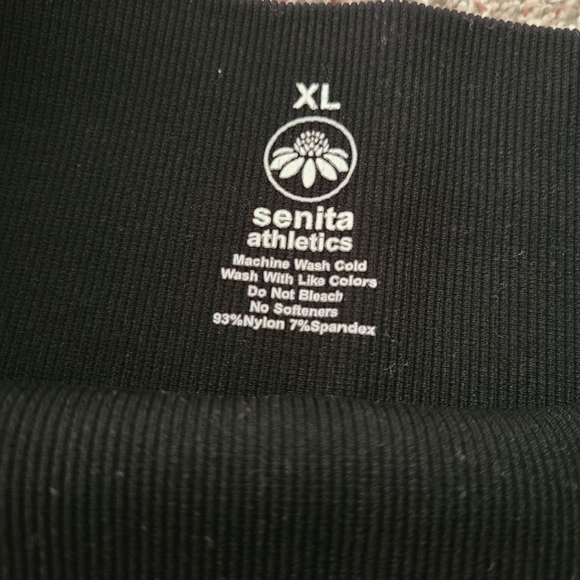 XL
senita
athletics
Machine Wash Cold
Wash With Like Colors
Do Not Bleach
No Softeners
93%Nylon 7%Spandex